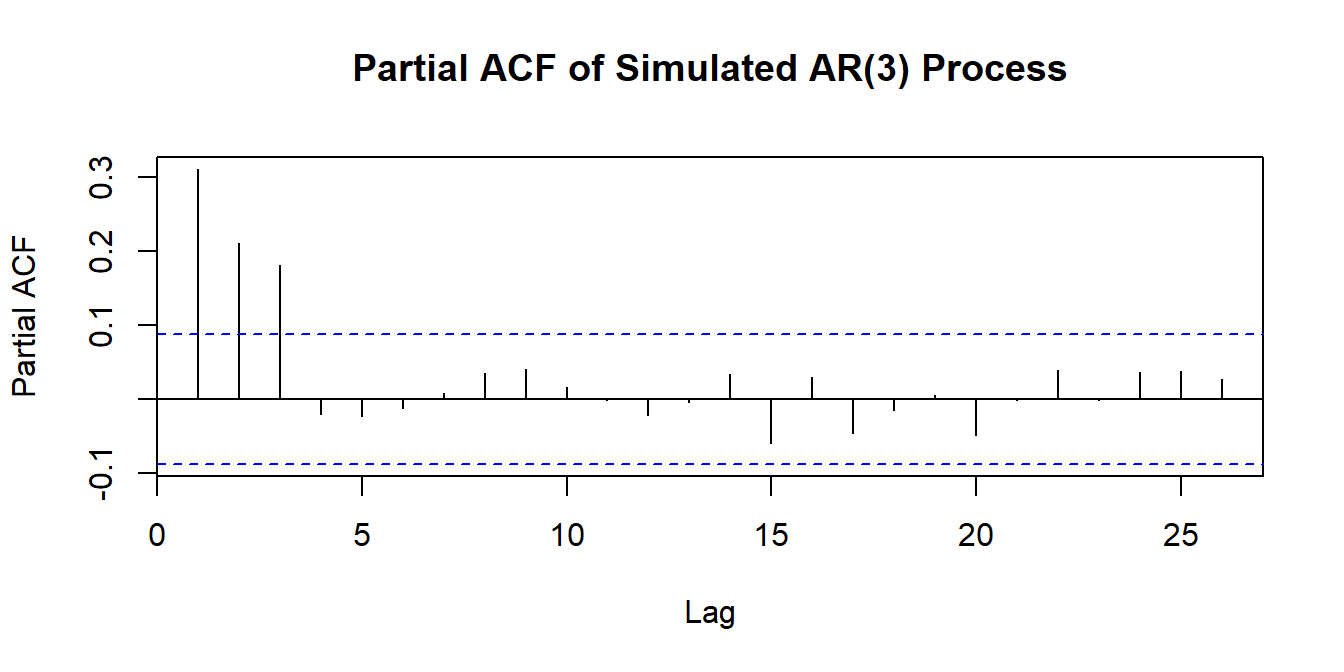 Partial ACF of Simulated AR(3) Process
Partial ACF
0.3
0.2
0.1
-0.1
0 5 10 15 20 25
Lag